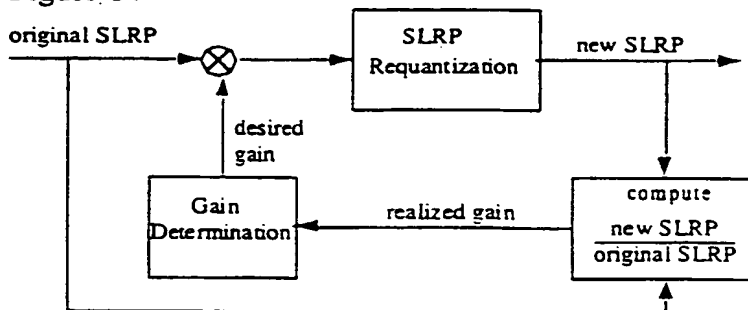 original SLRP
SLRP
Requantization
new SLRP
desired
gain
Gain
Determination
realized gain
compute
new SLRP
original SLRP